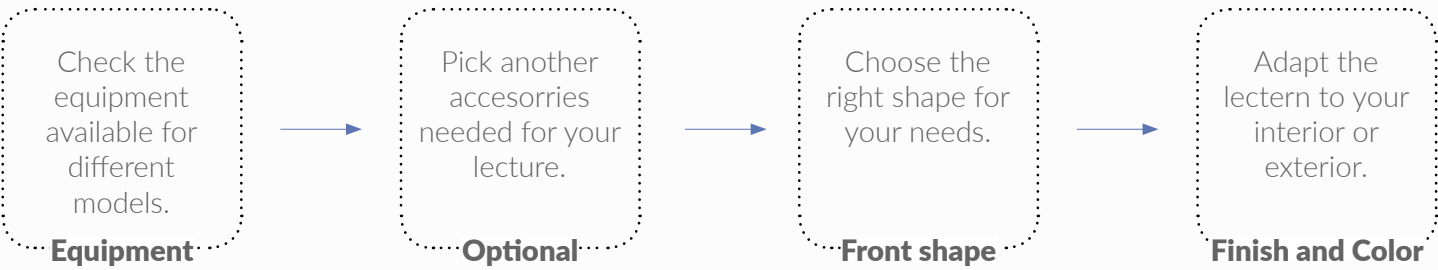 Check the
equipment
available for
different
models.
Equipment
Pick another
accesorries
needed for your
lecture.
Optional
Choose the
right shape for
your needs.
Front shape
Adapt the
lectern to your
interior or
exterior.
Finish and Color